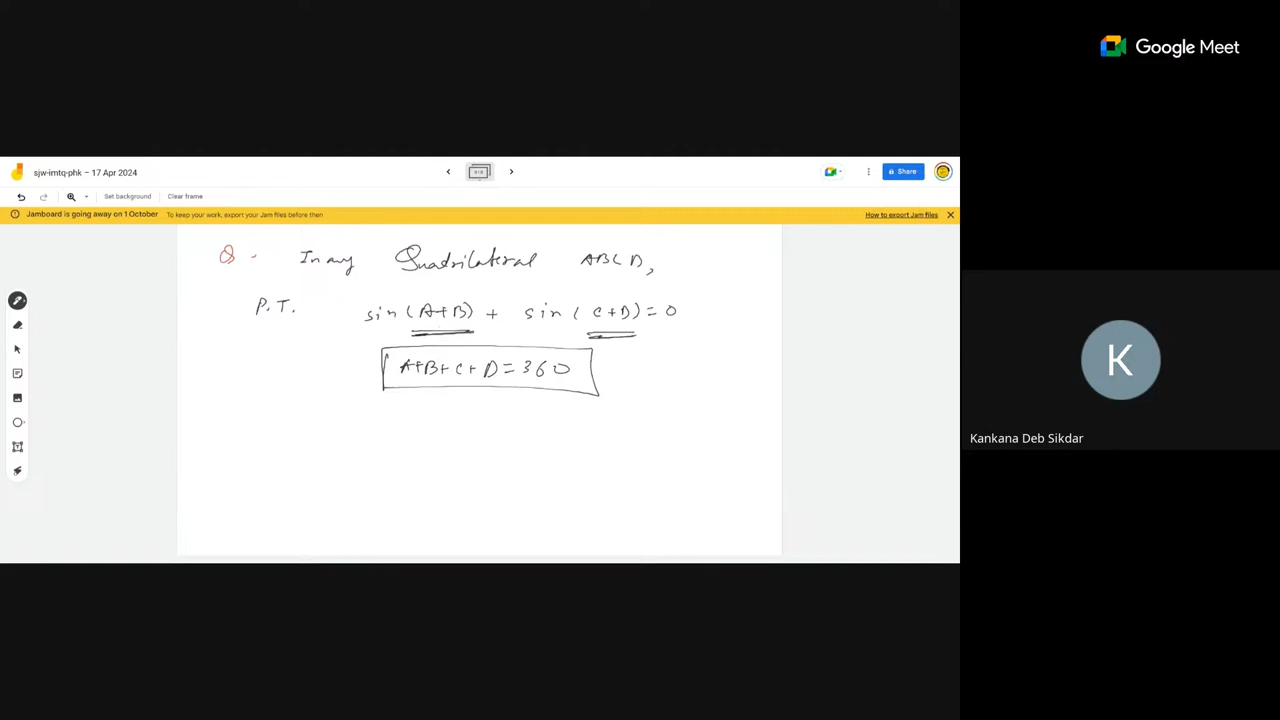 Google Meet
sjw-imtq-phk – 17 Apr 2024
Share
Set background
Clear frame
Jamboard is going away on 1 October To keep your work, export your Jam files before then
How to export Jam files
Q. In any Quadrilateral ABCD,
P.T. sin(A+B) + sin(C+D)=0
A+B+C+D=360
K
Kankana Deb Sikdar